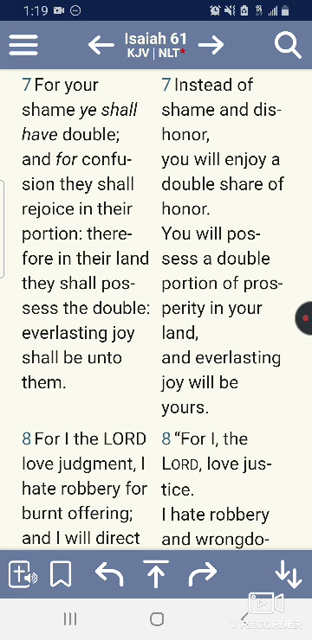 1:19
Isaiah 61
KJV | NLT*
7 For your
shame ye shall
have double;
and for confu-
sion they shall
rejoice in their
portion: there-
fore in their land
they shall pos-
sess the double:
everlasting joy
shall be unto
them.
8 For I the LORD
love judgment, I
hate robbery for
burnt offering;
and I will direct
7 Instead of
shame and dis-
honor,
you will enjoy a
double share of
honor.
You will pos-
sess a double
portion of pros-
perity in your
land,
and everlasting
joy will be
yours.
8 “For I, the
LORD, love jus-
tice.
I hate robbery
and wrongdo-
V RECORDER